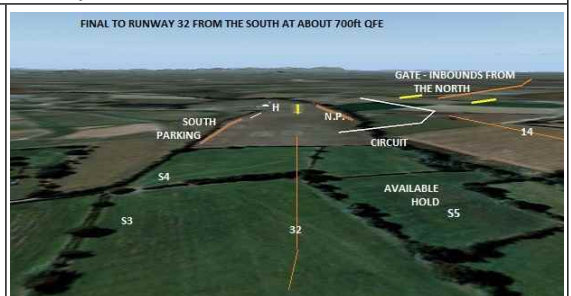 FINAL TO RUNWAY 32 FROM THE SOUTH AT ABOUT 700ft QFE
GATE - INBOUNDS FROM
THE NORTH
H
SOUTH
PARKING
N.P.
CIRCUIT
14
S4
AVAILABLE
HOLD
S3
S5
32